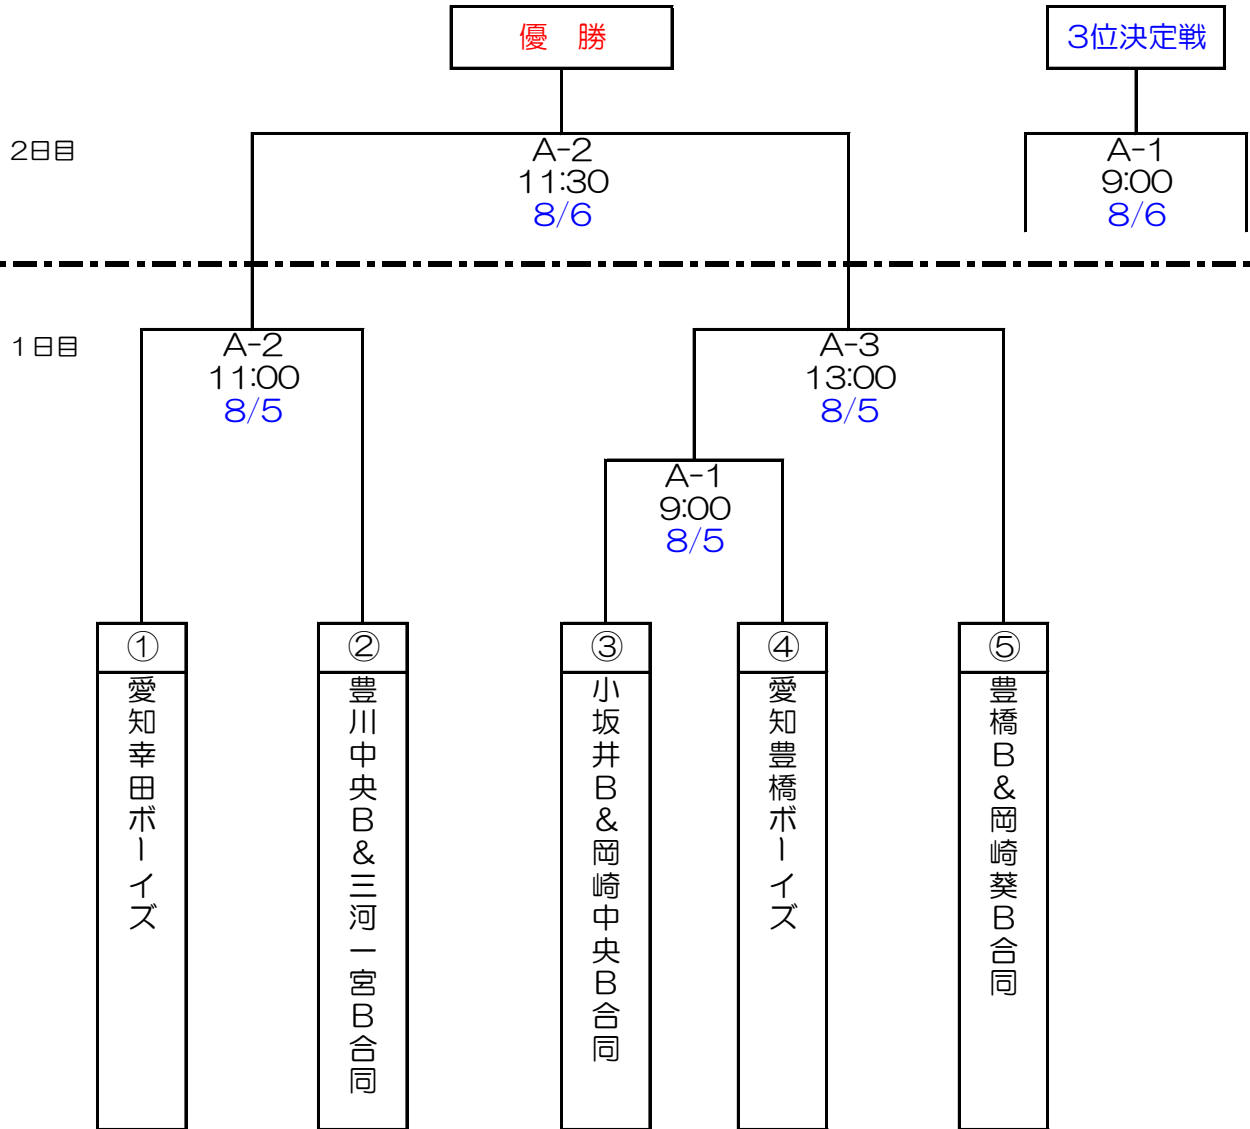 優　勝
3位決定戦
2日目
A-2
11:30
8/6
A-1
9:00
8/6
1日目
A-2
11:00
8/5
A-3
13:00
8/5
A-1
9:00
8/5
①
愛知幸田ボーイズ
②
豊川中央B&三河一宮B合同
③
小坂井B&岡崎中央B合同
④
愛知豊橋ボーイズ
⑤
豊橋B&岡崎葵B合同